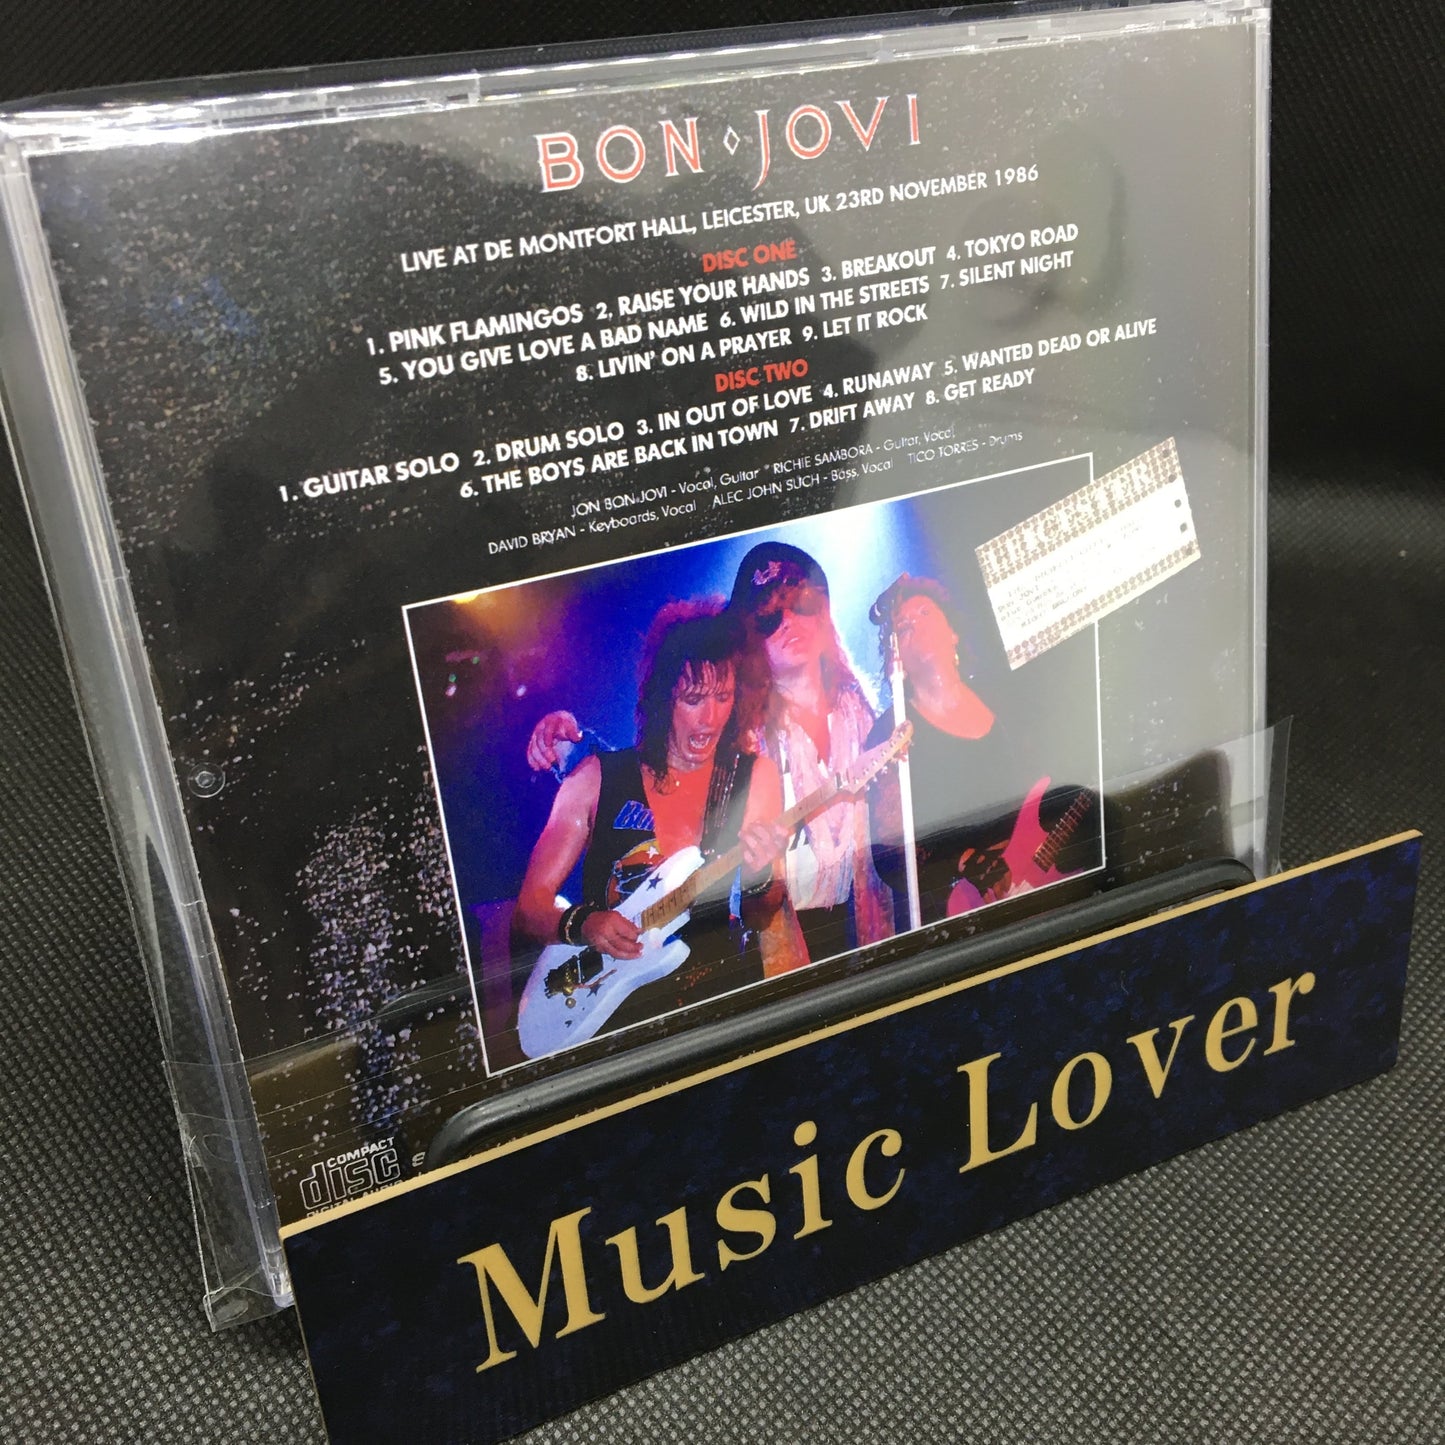 BON◇JOVI
LIVE AT DE MONTFORT HALL, LEICESTER, UK 23RD NOVEMBER 1986
DISC ONE
1. PINK FLAMINGOS 2. RAISE YOUR HANDS 3. BREAKOUT 4. TOKYO ROAD
5. YOU GIVE LOVE A BAD NAME 6. WILD IN THE STREETS 7. SILENT NIGHT
8. LIVIN' ON A PRAYER 9. LET IT ROCK
DISC TWO
1. GUITAR SOLO 2. DRUM SOLO 3. IN OUT OF LOVE 4. RUNAWAY 5. WANTED DEAD OR ALIVE
6. THE BOYS ARE BACK IN TOWN 7. DRIFT AWAY 8. GET READY
JON BON JOVI - Vocal, Guitar RICHIE SAMBORA - Guitar, Vocal
DAVID BRYAN - Keyboards, Vocal ALEC JOHN SUCH - Bass, Vocal TICO TORRES - Drums
COMPACT
disc
DIGITAL AUDIO
Music Lover